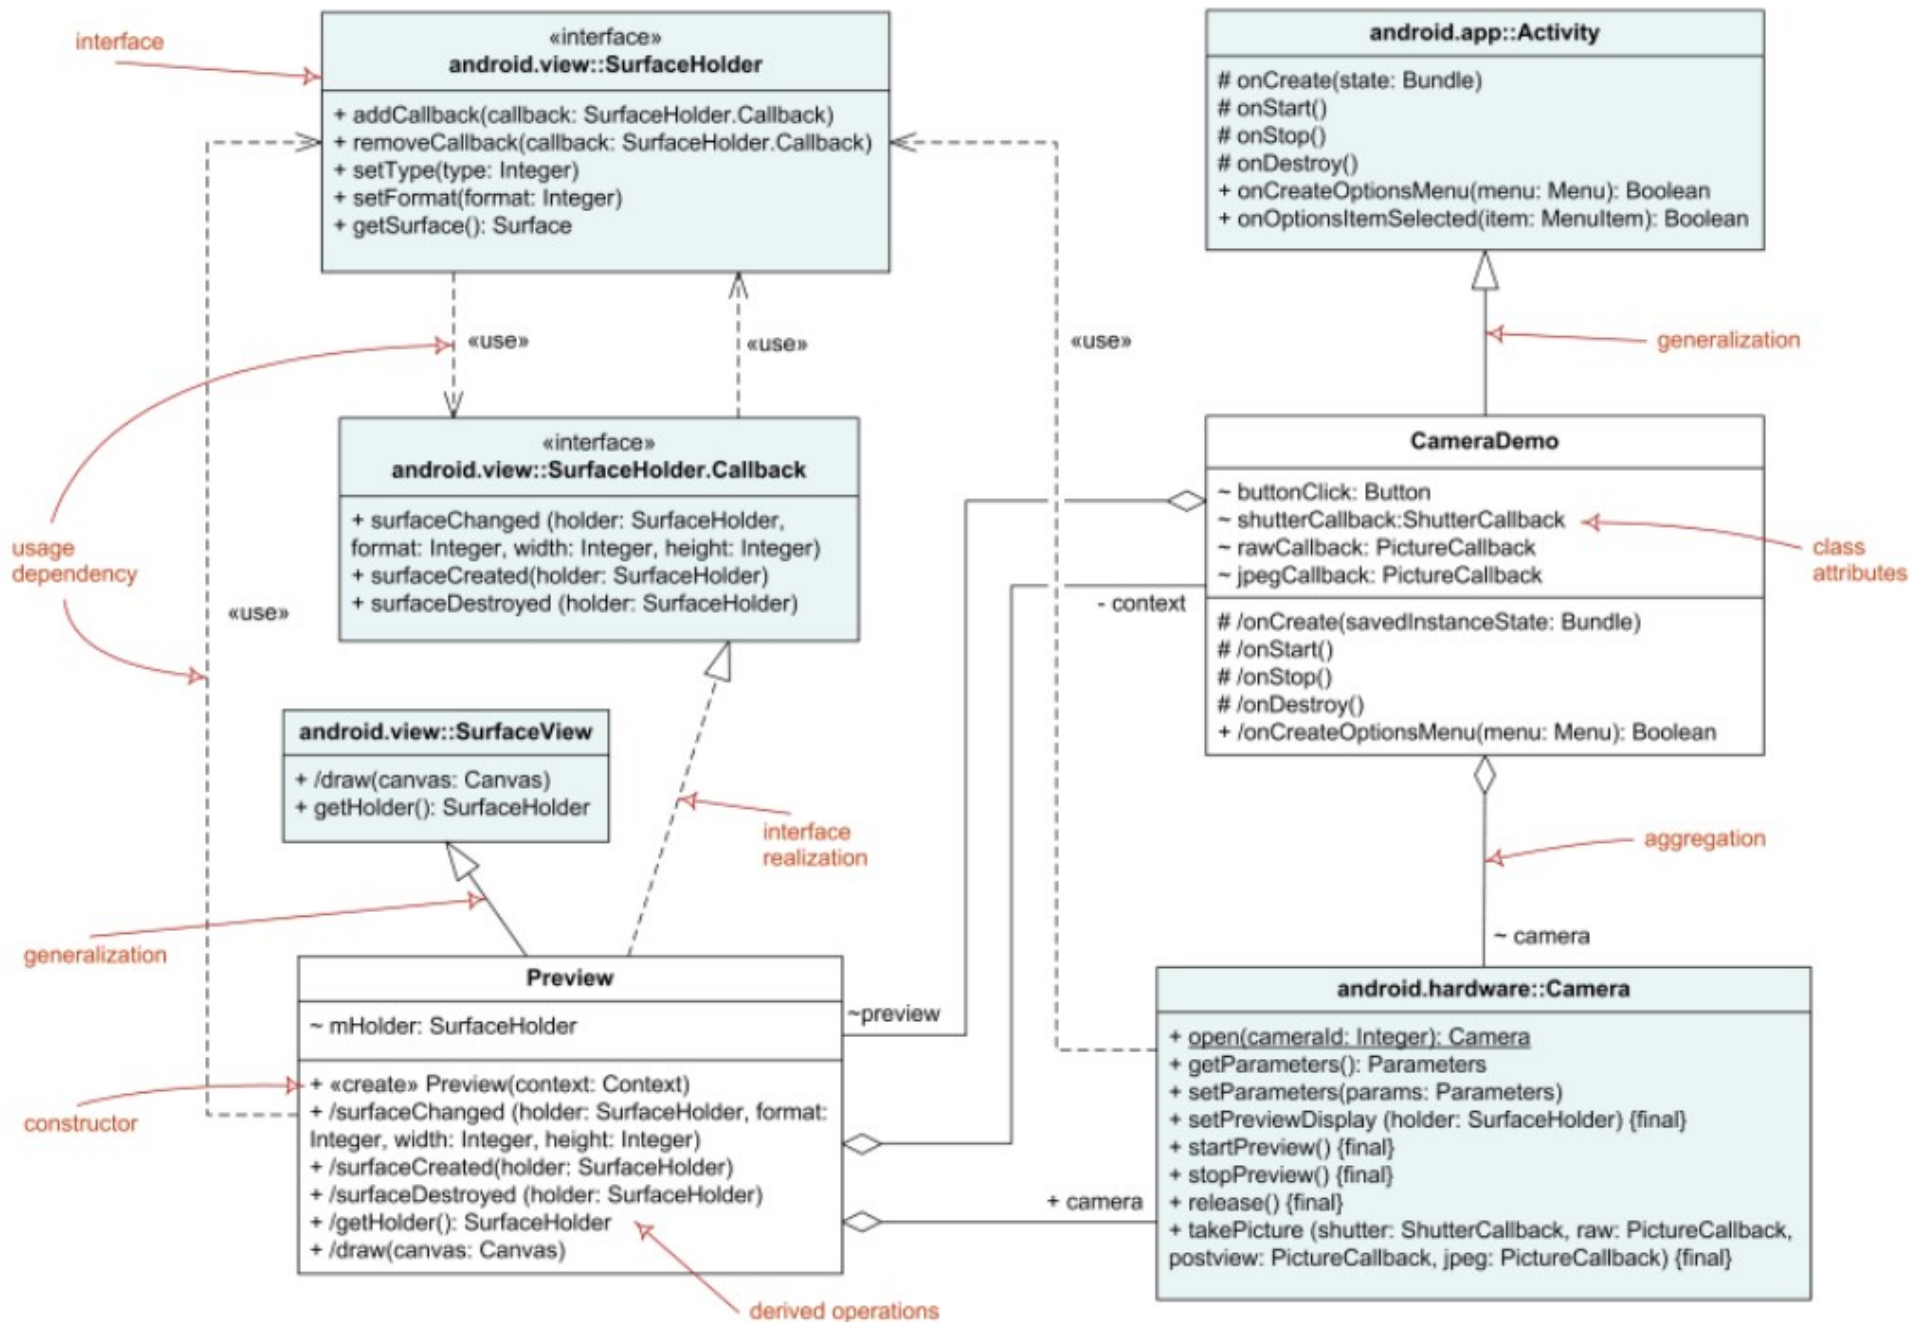 interface
«interface»
android.view::SurfaceHolder
+ addCallback(callback: SurfaceHolder.Callback)
+ removeCallback(callback: SurfaceHolder.Callback)
+ setType(type: Integer)
+ setFormat(format: Integer)
+ getSurface(): Surface
android.app::Activity
# onCreate(state: Bundle)
# onStart()
# onStop()
# onDestroy()
+ onCreateOptionsMenu(menu: Menu): Boolean
+ onOptionsItemSelected(item: MenuItem): Boolean
«use»
«use»
«use»
generalization
«interface»
android.view::SurfaceHolder.Callback
+ surfaceChanged (holder: SurfaceHolder,
format: Integer, width: Integer, height: Integer)
+ surfaceCreated(holder: SurfaceHolder)
+ surfaceDestroyed (holder: SurfaceHolder)
CameraDemo
~ buttonClick: Button
~ shutterCallback:ShutterCallback
~ rawCallback: PictureCallback
~ jpegCallback: PictureCallback
# /onCreate(savedInstanceState: Bundle)
# /onStart()
# /onStop()
# /onDestroy()
+ /onCreateOptionsMenu(menu: Menu): Boolean
class
attributes
usage
dependency
«use»
- context
android.view::SurfaceView
+ /draw(canvas: Canvas)
+ getHolder(): SurfaceHolder
interface
realization
aggregation
generalization
~ camera
Preview
~ mHolder: SurfaceHolder
+ «create» Preview(context: Context)
+ /surfaceChanged (holder: SurfaceHolder, format:
Integer, width: Integer, height: Integer)
+ /surfaceCreated(holder: SurfaceHolder)
+ /surfaceDestroyed (holder: SurfaceHolder)
+ /getHolder(): SurfaceHolder
+ /draw(canvas: Canvas)
~preview
constructor
+ camera
android.hardware::Camera
+ open(cameraId: Integer): Camera
+ getParameters(): Parameters
+ setParameters(params: Parameters)
+ setPreviewDisplay (holder: SurfaceHolder) {final}
+ startPreview() {final}
+ stopPreview() {final}
+ release() {final}
+ takePicture (shutter: ShutterCallback, raw: PictureCallback,
postview: PictureCallback, jpeg: PictureCallback) {final}
derived operations